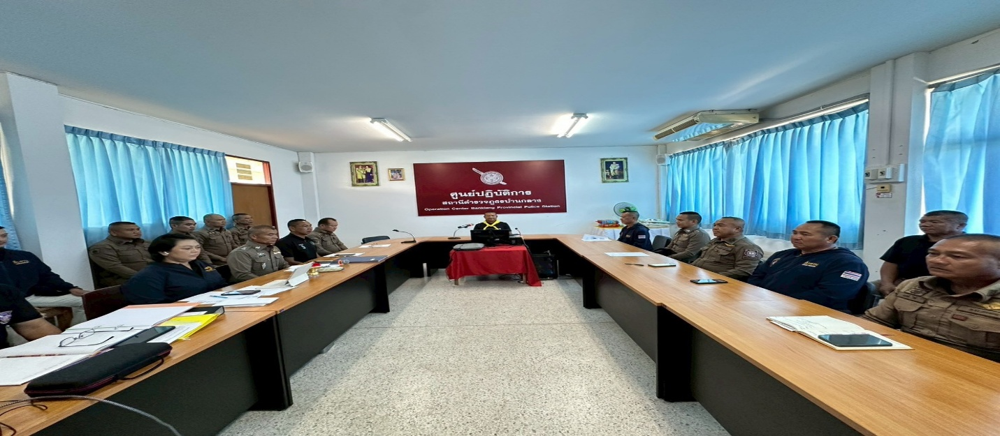 ศูนย์ปฏิบัติการ
สถานีตำรวจภูธรบ้านกลาง
Operation Center Banklang Provincial Police Station